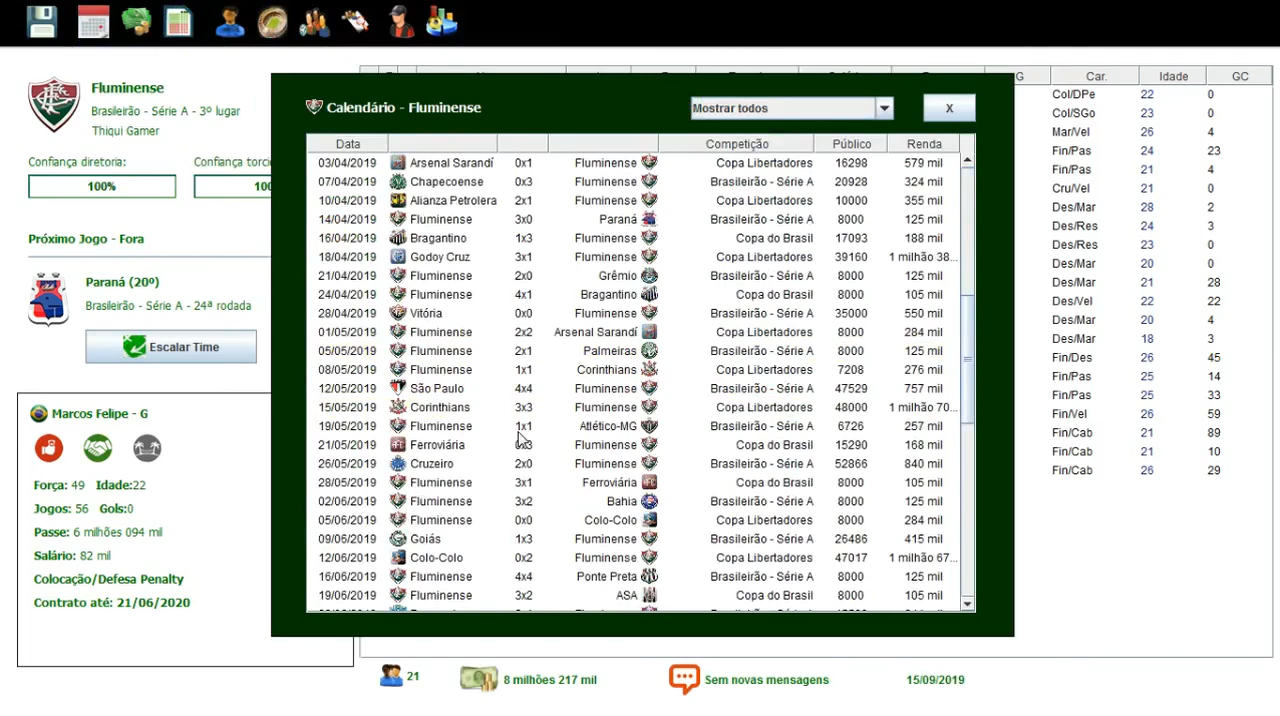 Fluminense
Brasileirão - Série A - 3º lugar
Thiqui Gamer
Confiança diretoria:
Confiança torci
100%
100
Próximo Jogo - Fora
Paraná (20º)
Brasileirão - Série A - 24ª rodada
Escalar Time
Marcos Felipe - G
Força: 49 Idade:22
Jogos: 56 Gols:0
Passe: 6 milhões 094 mil
Salário: 82 mil
Colocação/Defesa Penalty
Contrato até: 21/06/2020
Calendário - Fluminense
Mostrar todos
X
Data Competição Público Renda
03/04/2019 Arsenal Sarandí 0x1 Fluminense Copa Libertadores 16298 579 mil
07/04/2019 Chapecoense 0x3 Fluminense Brasileirão - Série A 20928 324 mil
10/04/2019 Alianza Petrolera 2x1 Fluminense Copa Libertadores 10000 355 mil
14/04/2019 Fluminense 3x0 Paraná Brasileirão - Série A 8000 125 mil
16/04/2019 Bragantino 1x3 Fluminense Copa do Brasil 17093 188 mil
18/04/2019 Godoy Cruz 3x1 Fluminense Copa Libertadores 39160 1 milhão 38...
21/04/2019 Fluminense 2x0 Grêmio Brasileirão - Série A 8000 125 mil
24/04/2019 Fluminense 4x1 Bragantino Copa do Brasil 8000 105 mil
28/04/2019 Vitória 0x0 Fluminense Brasileirão - Série A 35000 550 mil
01/05/2019 Fluminense 2x2 Arsenal Sarandí Copa Libertadores 8000 284 mil
05/05/2019 Fluminense 2x1 Palmeiras Brasileirão - Série A 8000 125 mil
08/05/2019 Fluminense 1x1 Corinthians Copa Libertadores 7208 276 mil
12/05/2019 São Paulo 4x4 Fluminense Brasileirão - Série A 47529 757 mil
15/05/2019 Corinthians 3x3 Fluminense Copa Libertadores 48000 1 milhão 70...
19/05/2019 Fluminense 1x1 Atlético-MG Brasileirão - Série A 6726 257 mil
21/05/2019 Ferroviária Fluminense Copa do Brasil 15290 168 mil
26/05/2019 Cruzeiro 2x0 Fluminense Brasileirão - Série A 52866 840 mil
28/05/2019 Fluminense 3x1 Ferroviária Copa do Brasil 8000 105 mil
02/06/2019 Fluminense 3x2 Bahia Brasileirão - Série A 8000 125 mil
05/06/2019 Fluminense 0x0 Colo-Colo Copa Libertadores 8000 284 mil
09/06/2019 Goiás 1x3 Fluminense Brasileirão - Série A 26486 415 mil
12/06/2019 Colo-Colo 0x2 Fluminense Copa Libertadores 47017 1 milhão 67...
16/06/2019 Fluminense 4x4 Ponte Preta Brasileirão - Série A 8000 125 mil
19/06/2019 Fluminense 3x2 ASA Copa do Brasil 8000 105 mil
G Car. Idade GC
Col/DPe 22 0
Col/SGo 23 0
Mar/Vel 26 4
Fin/Pas 24 23
Fin/Pas 21 4
Cru/Vel 21 0
Des/Mar 28 2
Des/Res 24 3
Des/Res 23 0
Des/Mar 20 0
Des/Mar 21 28
Des/Vel 22 22
Des/Mar 20 4
Des/Mar 18 3
Fin/Des 26 45
Fin/Pas 25 14
Fin/Pas 25 33
Fin/Vel 26 59
Fin/Cab 21 89
Fin/Cab 21 10
Fin/Cab 26 29
21
8 milhões 217 mil
Sem novas mensagens
15/09/2019